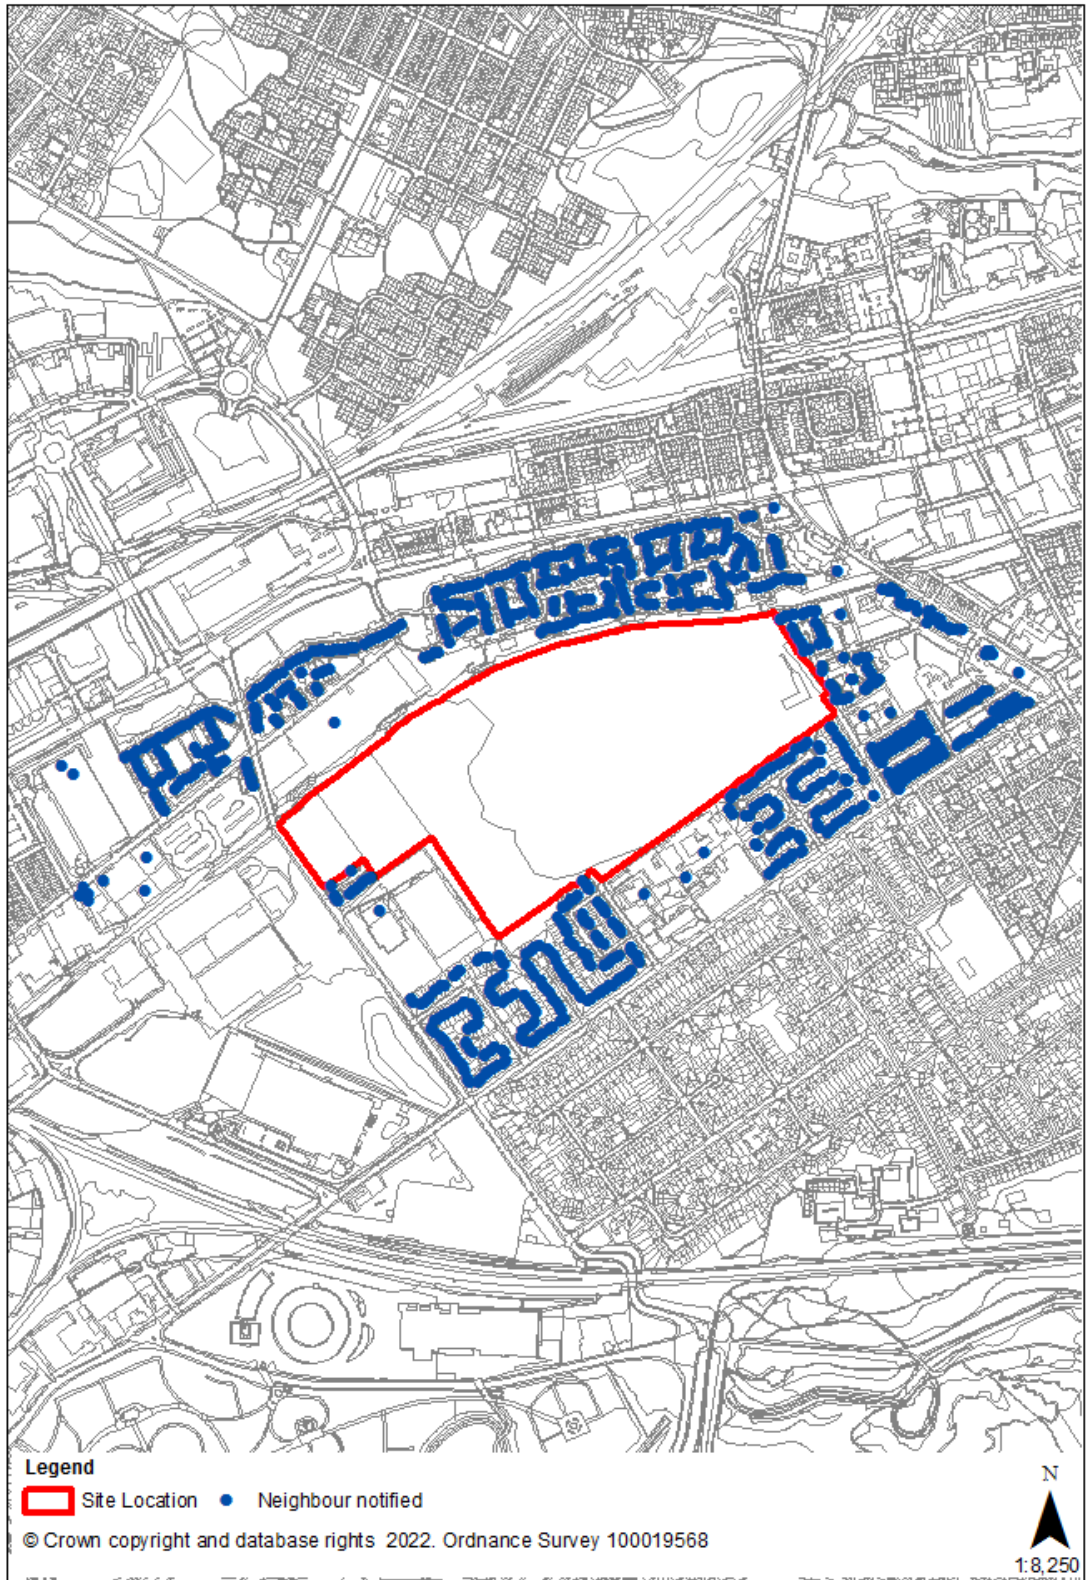 Legend
Site Location
Neighbour notified
© Crown copyright and database rights 2022. Ordnance Survey 100019568
N
1:8,250